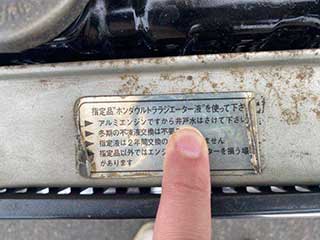 指定品"ホンダウルトララジエーター液"を使って下さ
▶アルミエンジンですから井戸水はさけて下さい
▶冬期の不凍液交換は不要
▶指定液は2年間交換の せん
▶指定品以外ではエンジ ーターを損う場
があります